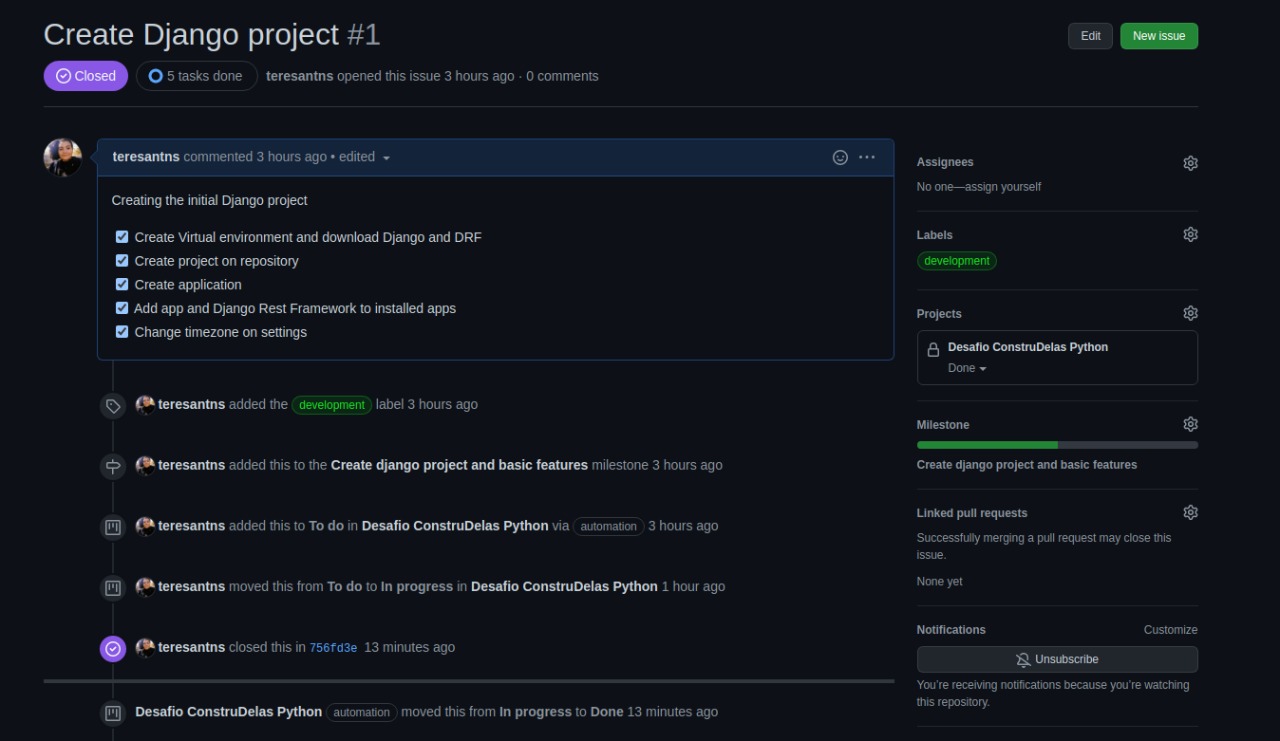 Create Django project #1
Edit
New issue
Closed
5 tasks done
teresantns opened this issue 3 hours ago · 0 comments
teresantns commented 3 hours ago • edited
Creating the initial Django project
Create Virtual environment and download Django and DRF
Create project on repository
Create application
Add app and Django Rest Framework to installed apps
Change timezone on settings
teresantns added the development label 3 hours ago
teresantns added this to the Create django project and basic features milestone 3 hours ago
teresantns added this to To do in Desafio ConstruDelas Python via automation 3 hours ago
teresantns moved this from To do to In progress in Desafio ConstruDelas Python 1 hour ago
teresantns closed this in 756fd3e 13 minutes ago
Desafio ConstruDelas Python automation moved this from In progress to Done 13 minutes ago
Assignees
No one—assign yourself
Labels
development
Projects
Desafio ConstruDelas Python
Done
Milestone
Create django project and basic features
Linked pull requests
Successfully merging a pull request may close this
issue.
None yet
Notifications
Customize
Unsubscribe
You're receiving notifications because you're watching
this repository.